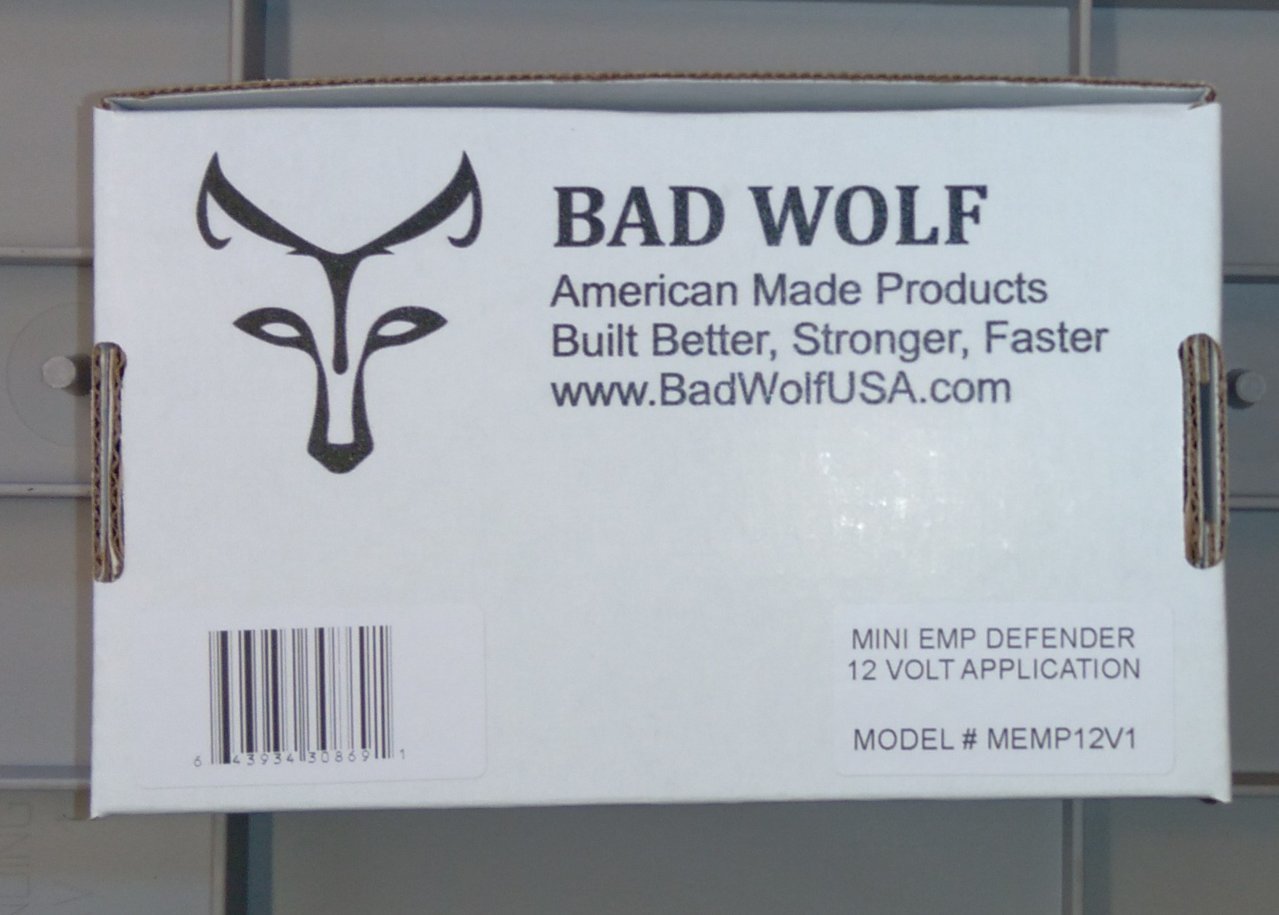 BAD WOLF
American Made Products
Built Better, Stronger, Faster
www.BadWolfUSA.com
MINI EMP DEFENDER
12 VOLT APPLICATION
MODEL # MEMP12V1
6 43934 30869 1